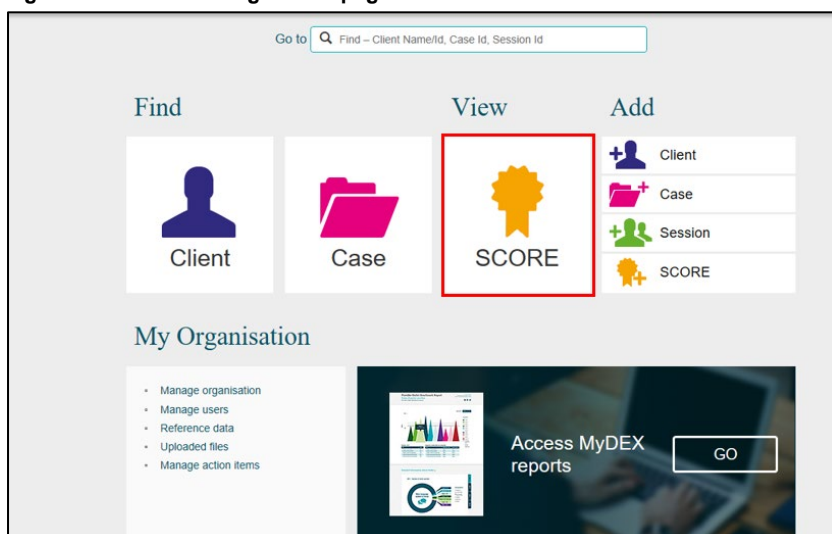 Go to Find – Client Name/Id, Case Id, Session Id
Find
View
Add
Client
Case
SCORE
Client
Case
Session
SCORE
My Organisation
Manage organisation
Manage users
Reference data
Uploaded files
Manage action items
Access MyDEX
reports
GO